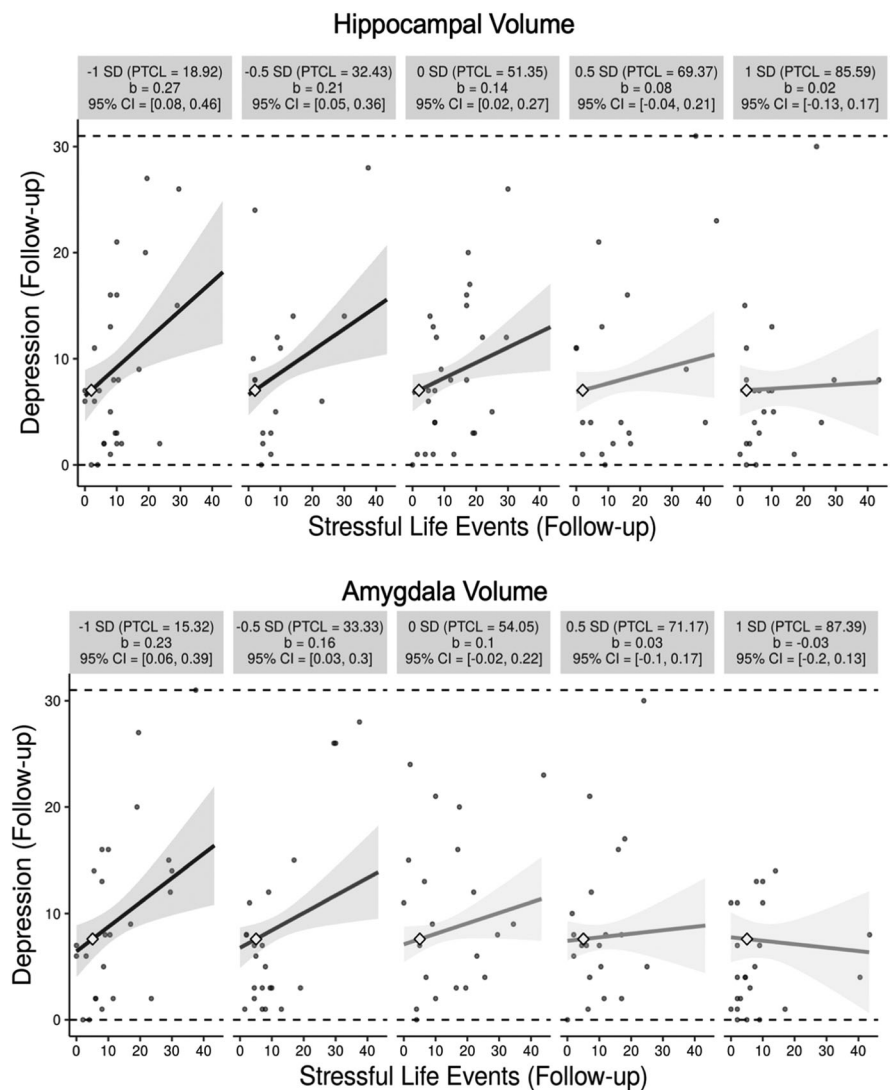 Hippocampal Volume
-1 SD (PTCL = 18.92)
b = 0.27
95% CI = [0.08, 0.46]
-0.5 SD (PTCL = 32.43)
b = 0.21
95% CI = [0.05, 0.36]
0 SD (PTCL = 51.35)
b = 0.14
95% CI = [0.02, 0.27]
0.5 SD (PTCL = 69.37)
b = 0.08
95% CI = [-0.04, 0.21]
1 SD (PTCL = 85.59)
b = 0.02
95% CI = [-0.13, 0.17]
Depression (Follow-up)
30
20
10
0
0 10 20 30 40
0 10 20 30 40
0 10 20 30 40
0 10 20 30 40
0 10 20 30 40
Stressful Life Events (Follow-up)
Amygdala Volume
-1 SD (PTCL = 15.32)
b = 0.23
95% CI = [0.06, 0.39]
-0.5 SD (PTCL = 33.33)
b = 0.16
95% CI = [0.03, 0.3]
0 SD (PTCL = 54.05)
b = 0.1
95% CI = [-0.02, 0.22]
0.5 SD (PTCL = 71.17)
b = 0.03
95% CI = [-0.1, 0.17]
1 SD (PTCL = 87.39)
b = -0.03
95% CI = [-0.2, 0.13]
Depression (Follow-up)
30
20
10
0
0 10 20 30 40
0 10 20 30 40
0 10 20 30 40
0 10 20 30 40
0 10 20 30 40
Stressful Life Events (Follow-up)